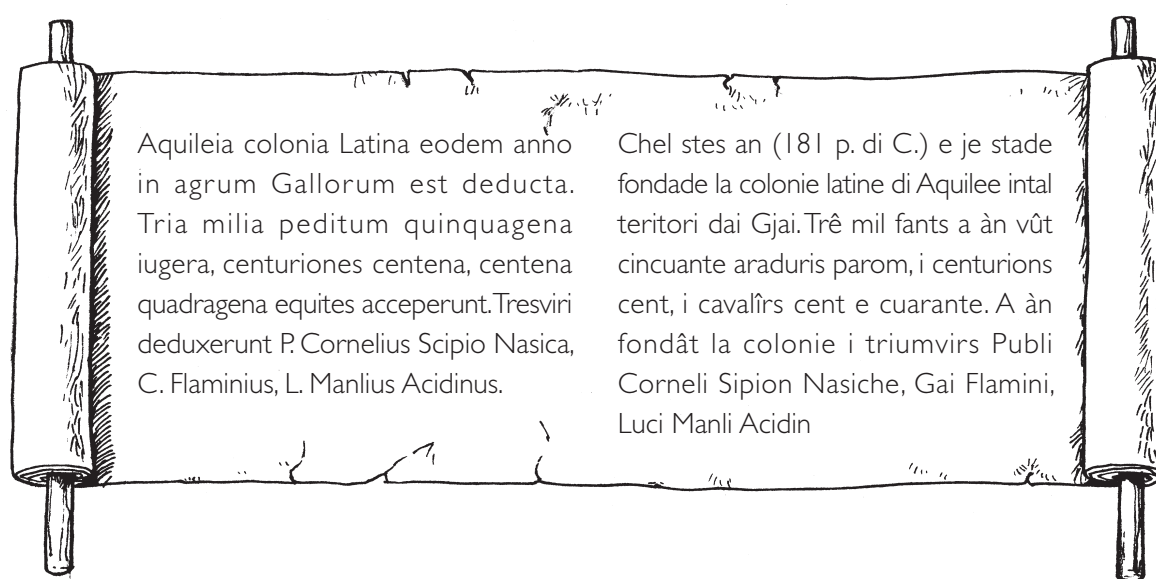 Aquileia colonia Latina eodem anno
in agrum Gallorum est deducta.
Tria milia peditum quinquagena
iugera, centuriones centena, centena
quadragena equites acceperunt. Tresviri
deduxerunt P. Cornelius Scipio Nasica,
C. Flaminius, L. Manlius Acidinus.
Chel stes an (181 p. di C.) e je stade
fondade la colonie latine di Aquilee intal
teritori dai Gjai. Trê mil fants a àn vût
cincuante araduris parom, i centurions
cent, i cavalîrs cent e cuarante. A àn
fondât la colonie i triumvirs Publi
Corneli Sipion Nasiche, Gai Flamini,
Luci Manli Acidin